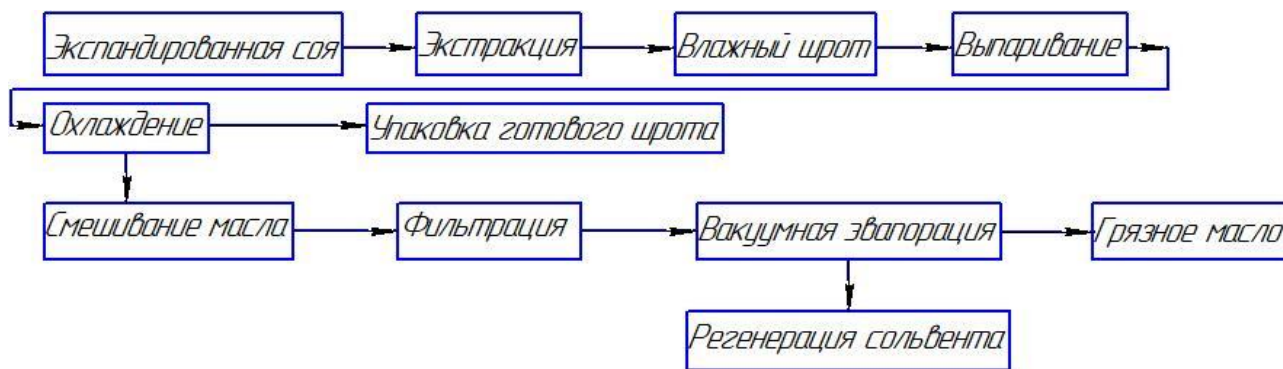 Экспандированная соя
Экстракция
Влажный шрот
Выпаривание
Охлаждение
Упаковка готового шрота
Смешивание масла
Фильтрация
Вакуумная эвапорация
Грязное масло
Регенерация сольвента